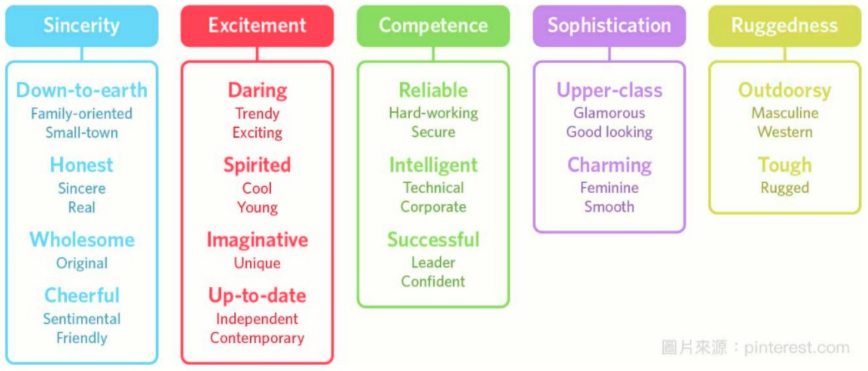 Sincerity
Down-to-earth
Family-oriented
Small-town
Honest
Sincere
Real
Wholesome
Original
Cheerful
Sentimental
Friendly
Excitement
Daring
Trendy
Exciting
Spirited
Cool
Young
Imaginative
Unique
Up-to-date
Independent
Contemporary
Competence
Reliable
Hard-working
Secure
Intelligent
Technical
Corporate
Successful
Leader
Confident
Sophistication
Upper-class
Glamorous
Good looking
Charming
Feminine
Smooth
Ruggedness
Outdoorsy
Masculine
Western
Tough
Rugged
圖片來源：pinterest.com